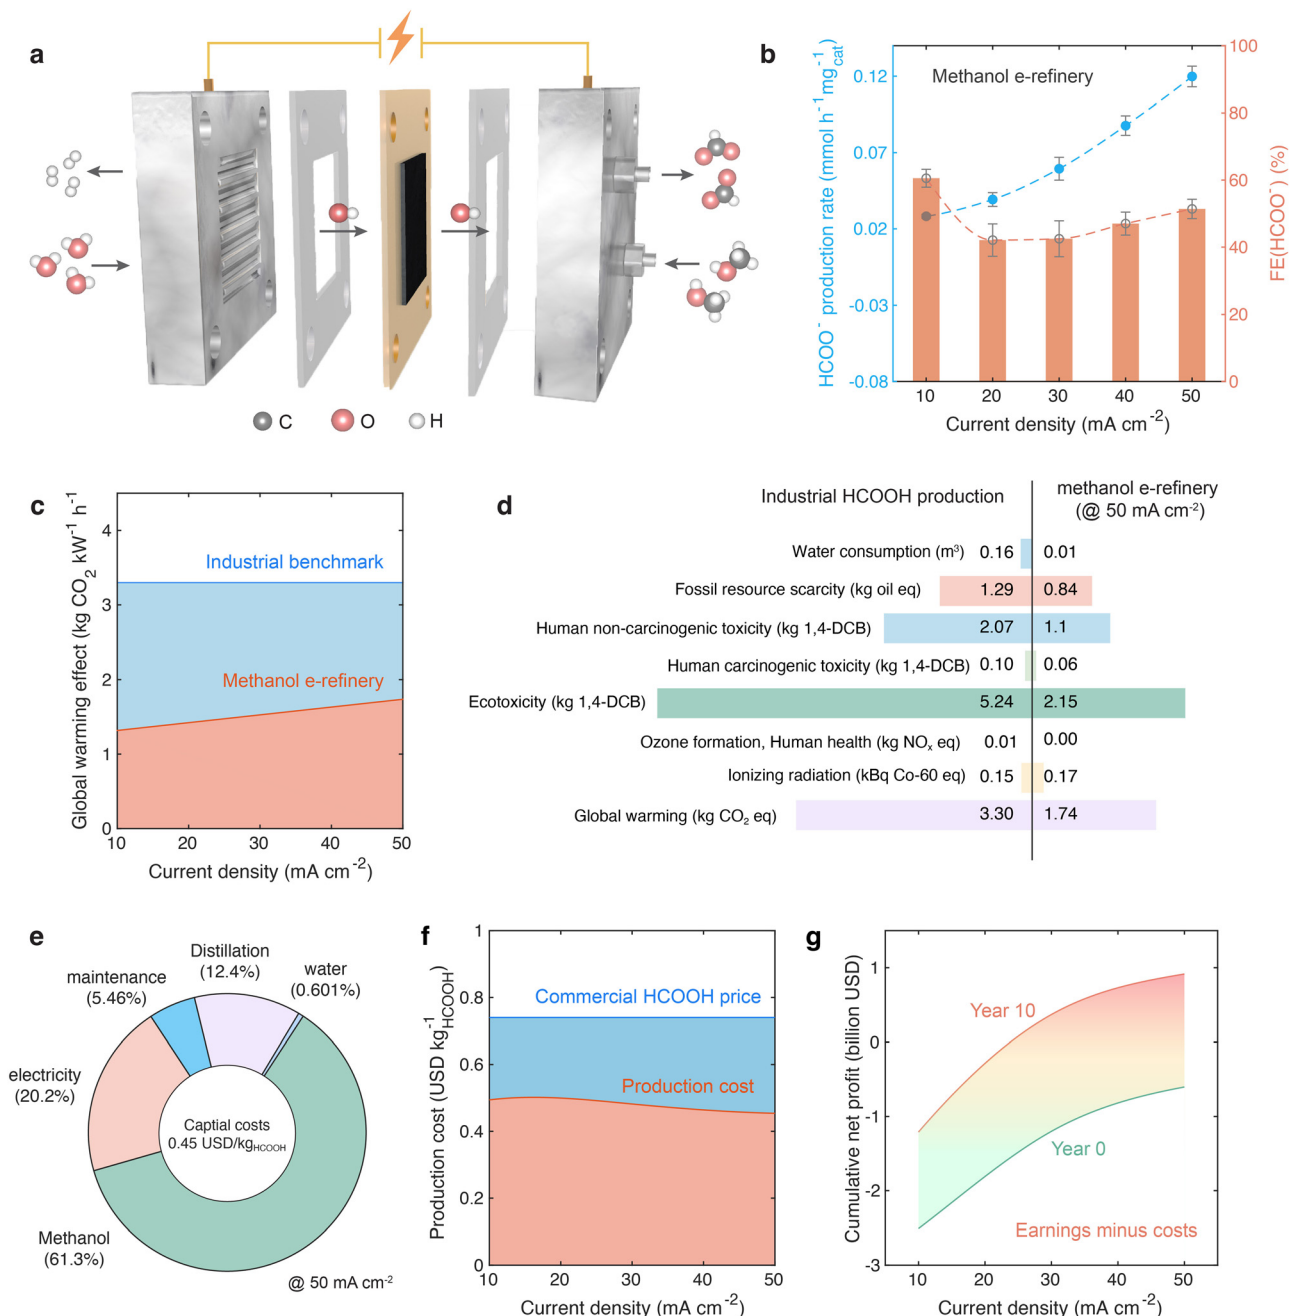 a
C
O
H
b
Methanol e-refinery
HCOO⁻ production rate (mmol h⁻¹mg⁻¹cat)
0.12
0.07
0.02
-0.03
-0.08
FE(HCOO⁻) (%)
100
80
60
40
20
0
10 20 30 40 50
Current density (mA cm⁻²)
c
Global warming effect (kg CO₂ kW⁻¹ h⁻¹)
4
3
2
1
0
Industrial benchmark
Methanol e-refinery
10 20 30 40 50
Current density (mA cm⁻²)
d
Industrial HCOOH production
methanol e-refinery
(@ 50 mA cm⁻²)
Water consumption (m³) 0.16 0.01
Fossil resource scarcity (kg oil eq) 1.29 0.84
Human non-carcinogenic toxicity (kg 1,4-DCB) 2.07 1.1
Human carcinogenic toxicity (kg 1,4-DCB) 0.10 0.06
Ecotoxicity (kg 1,4-DCB) 5.24 2.15
Ozone formation, Human health (kg NOₓ eq) 0.01 0.00
Ionizing radiation (kBq Co-60 eq) 0.15 0.17
Global warming (kg CO₂ eq) 3.30 1.74
e
Distillation
(12.4%)
water
(0.601%)
maintenance
(5.46%)
electricity
(20.2%)
Captial costs
0.45 USD/kgHCOOH
Methanol
(61.3%)
@ 50 mA cm⁻²
f
Production cost (USD kg⁻¹HCOOH)
1
0.8
0.6
0.4
0.2
0
Commercial HCOOH price
Production cost
10 20 30 40 50
Current density (mA cm⁻²)
g
Cumulative net profit (billion USD)
1
0
-1
-2
-3
Year 10
Year 0
Earnings minus costs
10 20 30 40 50
Current density (mA cm⁻²)